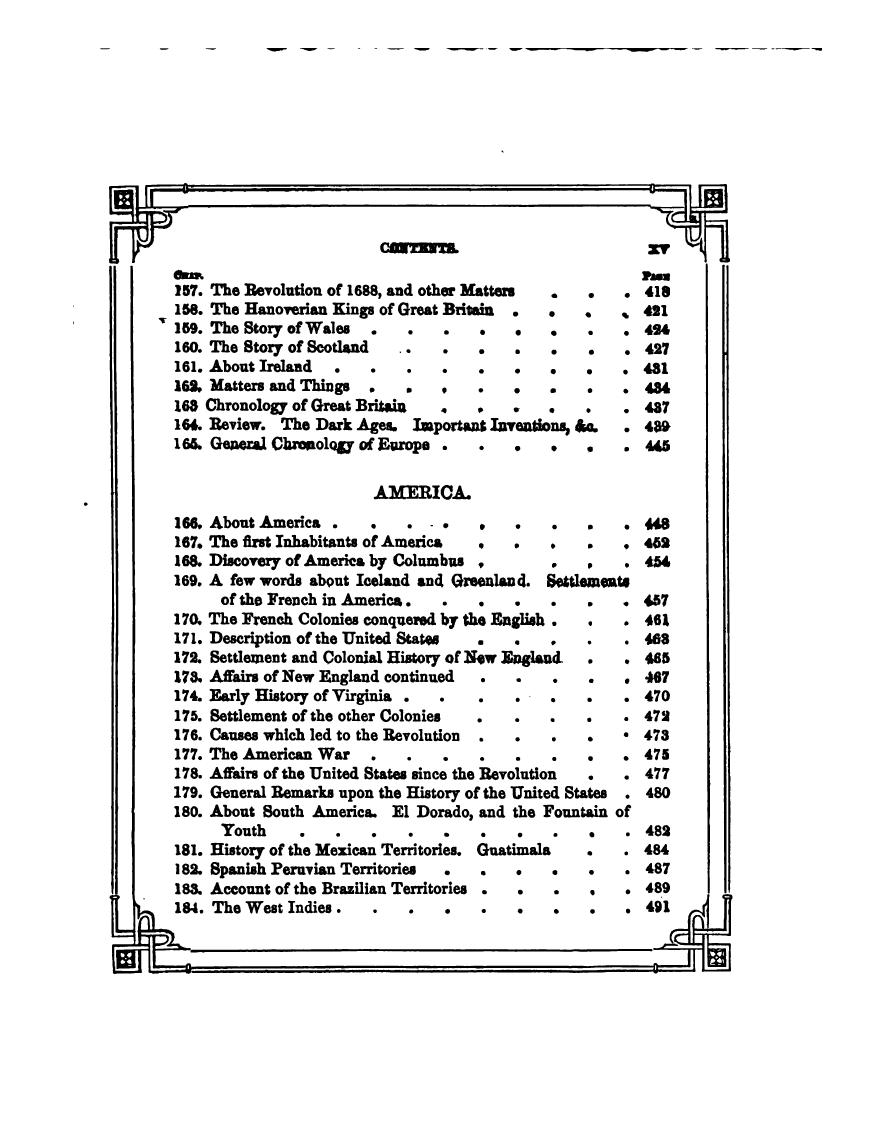 CONTENTS. XV
CHAP. PAGE
157. The Revolution of 1688, and other Matters . . . 418
158. The Hanoverian Kings of Great Britain . . . . 421
159. The Story of Wales . . . . . . . . 424
160. The Story of Scotland . . . . . . . 427
161. About Ireland . . . . . . . . . 431
162. Matters and Things . . . . . . . . 434
163 Chronology of Great Britain . . . . . . 437
164. Review. The Dark Ages. Important Inventions, &c. . 439
165. General Chronology of Europe . . . . . . 445
AMERICA.
166. About America . . . . . . . . . 448
167. The first Inhabitants of America . . . . . 452
168. Discovery of America by Columbus . . . . 454
169. A few words about Iceland and Greenland. Settlements
of the French in America . . . . . . . 457
170. The French Colonies conquered by the English . . . 461
171. Description of the United States . . . . . 463
172. Settlement and Colonial History of New England . . 465
173. Affairs of New England continued . . . . . 467
174. Early History of Virginia . . . . . . . 470
175. Settlement of the other Colonies . . . . . 472
176. Causes which led to the Revolution . . . . . 473
177. The American War . . . . . . . . 475
178. Affairs of the United States since the Revolution . . 477
179. General Remarks upon the History of the United States . 480
180. About South America. El Dorado, and the Fountain of
Youth . . . . . . . . . . 482
181. History of the Mexican Territories. Guatimala . . 484
182. Spanish Peruvian Territories . . . . . . 487
183. Account of the Brazilian Territories . . . . . 489
184. The West Indies . . . . . . . . . 491